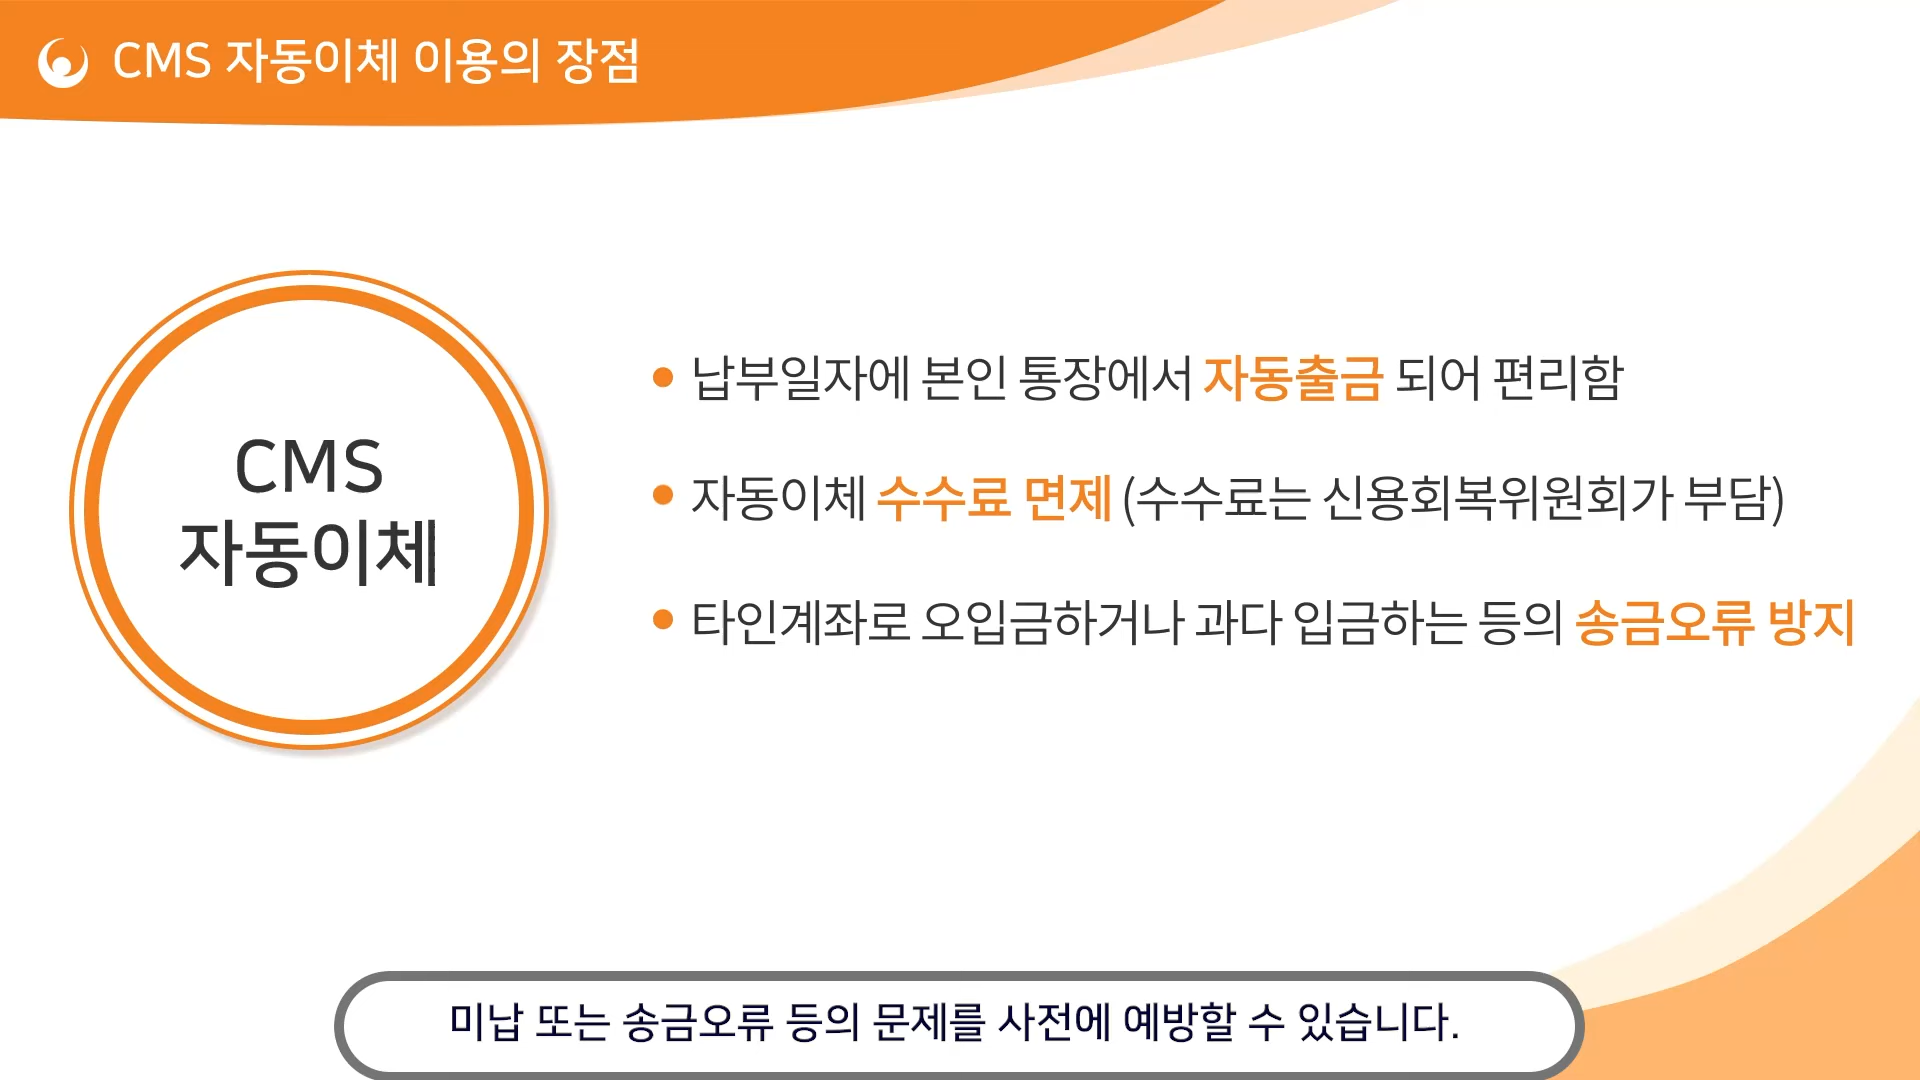 CMS 자동이체 이용의 장점
CMS
자동이체
• 납부일자에 본인 통장에서 자동출금 되어 편리함
• 자동이체 수수료 면제 (수수료는 신용회복위원회가 부담)
• 타인계좌로 오입금하거나 과다 입금하는 등의 송금오류 방지
미납 또는 송금오류 등의 문제를 사전에 예방할 수 있습니다.